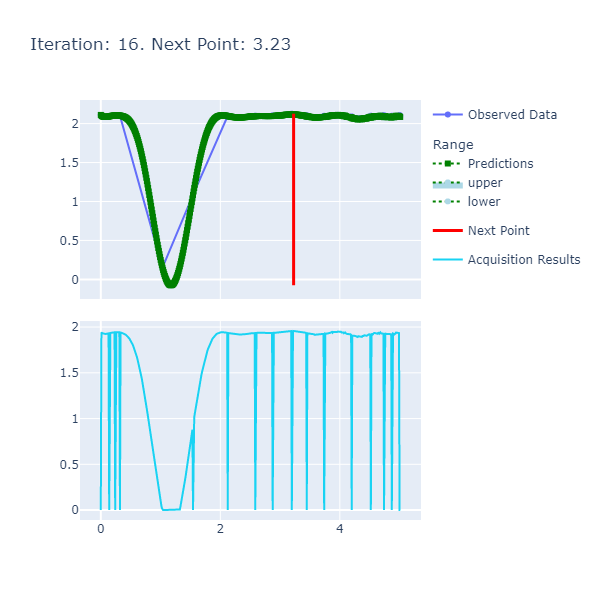 Iteration: 16. Next Point: 3.23
2
1.5
1
0.5
0
2
1.5
1
0.5
0
0
2
4
Observed Data
Range
Predictions
upper
lower
Next Point
Acquisition Results